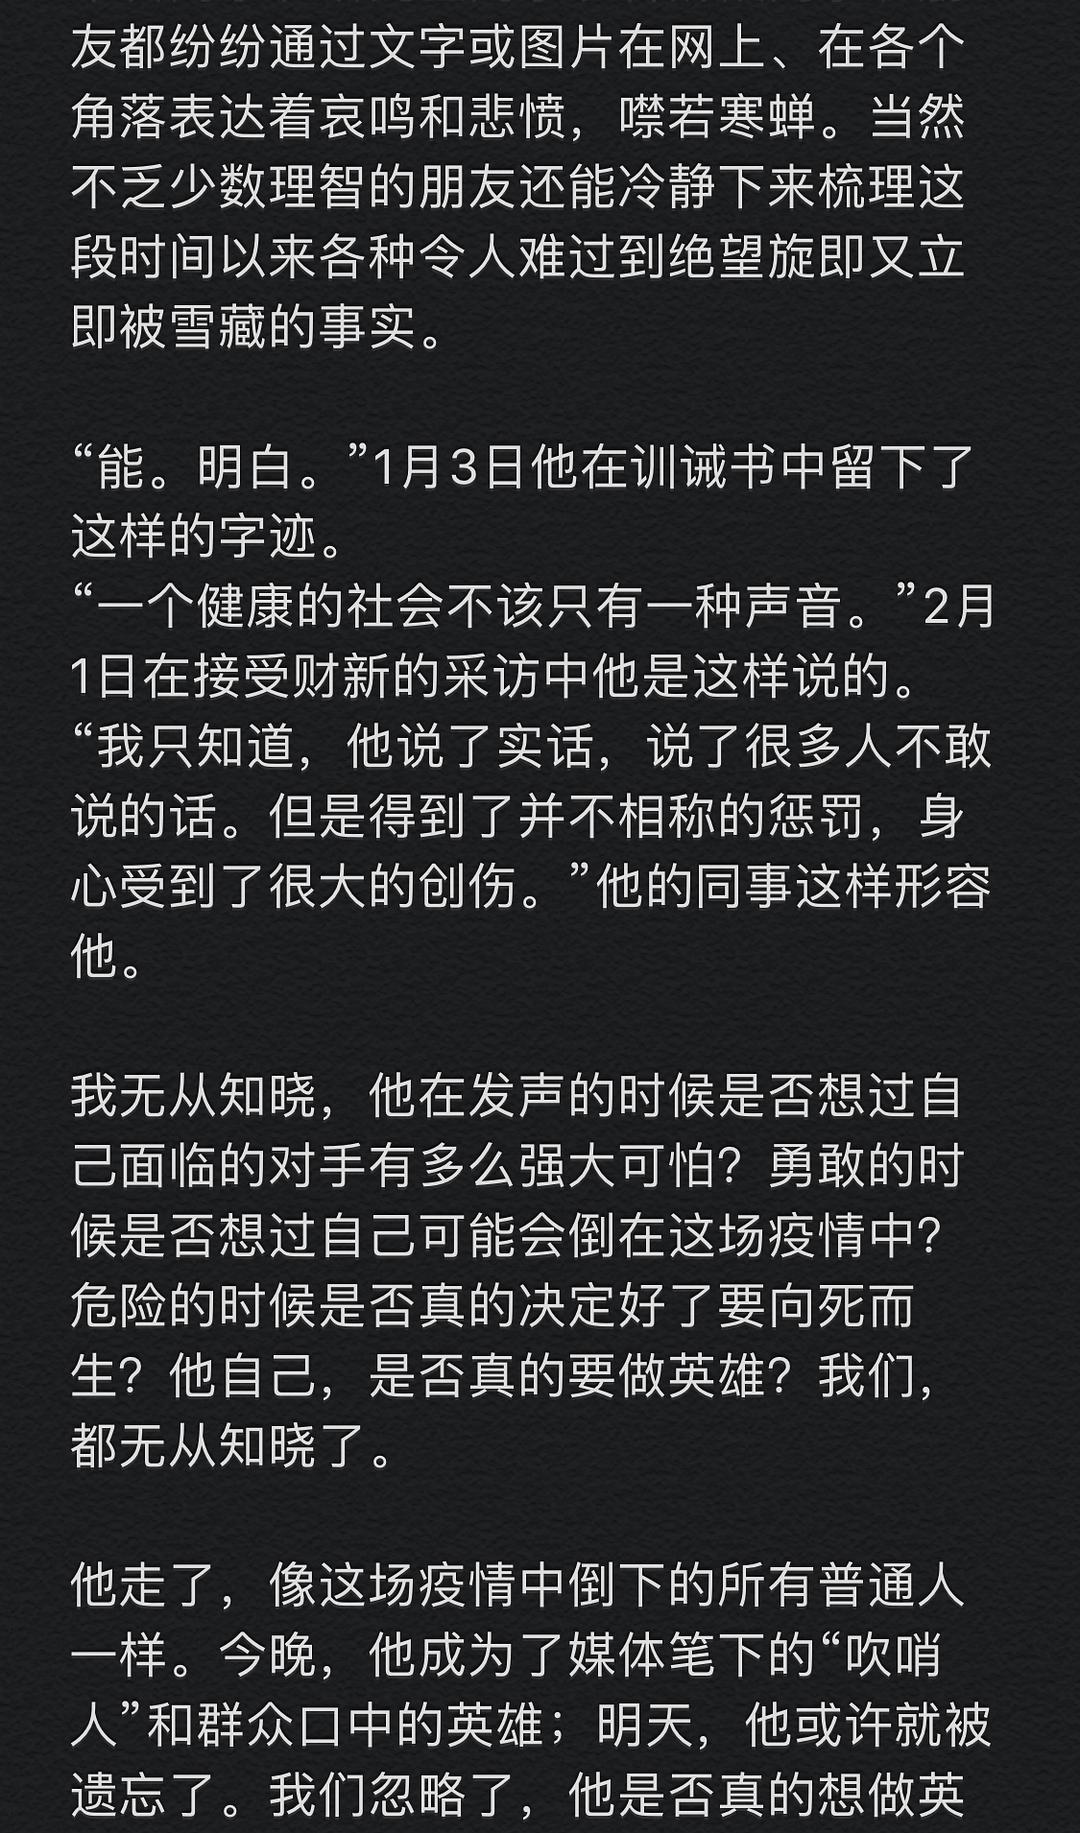 友都纷纷通过文字或图片在网上、在各个
角落表达着哀鸣和悲愤，噤若寒蝉。当然
不乏少数理智的朋友还能冷静下来梳理这
段时间以来各种令人难过到绝望旋即又立
即被雪藏的事实。
“能。明白。”1月3日他在训诫书中留下了
这样的字迹。
“一个健康的社会不该只有一种声音。”2月
1日在接受财新的采访中他是这样说的。
“我只知道，他说了实话，说了很多人不敢
说的话。但是得到了并不相称的惩罚，身
心受到了很大的创伤。”他的同事这样形容
他。
我无从知晓，他在发声的时候是否想过自
己面临的对手有多么强大可怕？勇敢的时
候是否想过自己可能会倒在这场疫情中？
危险的时候是否真的决定好了要向死而
生？他自己，是否真的要做英雄？我们，
都无从知晓了。
他走了，像这场疫情中倒下的所有普通人
一样。今晚，他成为了媒体笔下的“吹哨
人”和群众口中的英雄；明天，他或许就被
遗忘了。我们忽略了，他是否真的想做英